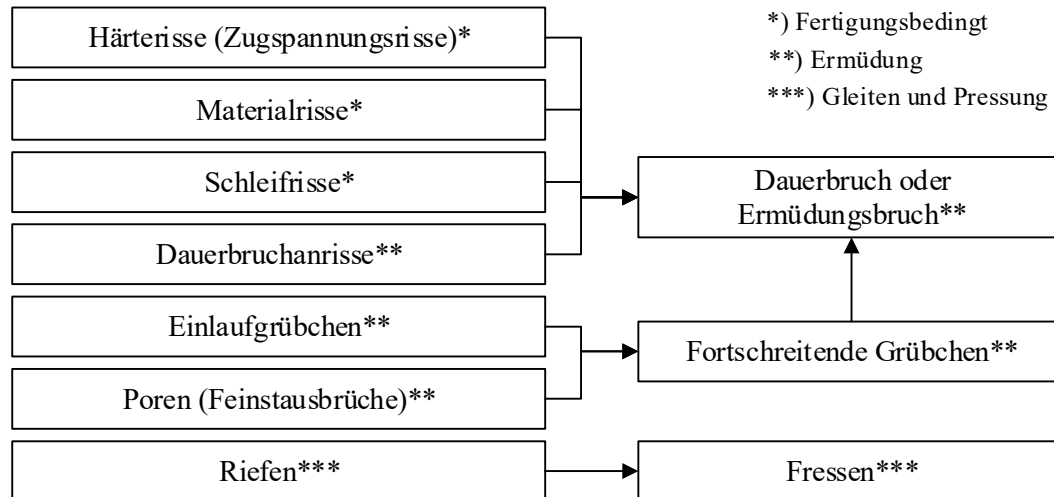 Härterisse (Zugspannungsrisse)*
Materialrisse*
Schleifrisse*
Dauerbruchanrisse**
Einlaufgrübchen**
Poren (Feinstausbrüche)**
Riefen***
*) Fertigungsbedingt
**) Ermüdung
***) Gleiten und Pressung
Dauerbruch oder
Ermüdungsbruch**
Fortschreitende Grübchen**
Fressen***